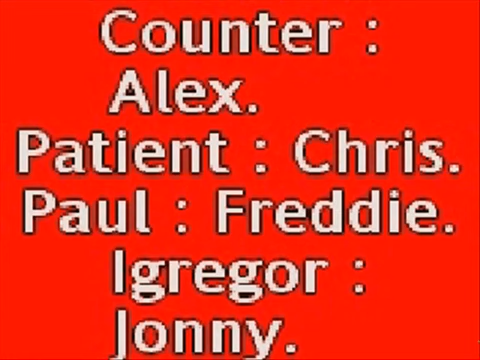 Counter :
Alex.
Patient : Chris.
Paul : Freddie.
Igregor :
Jonny.